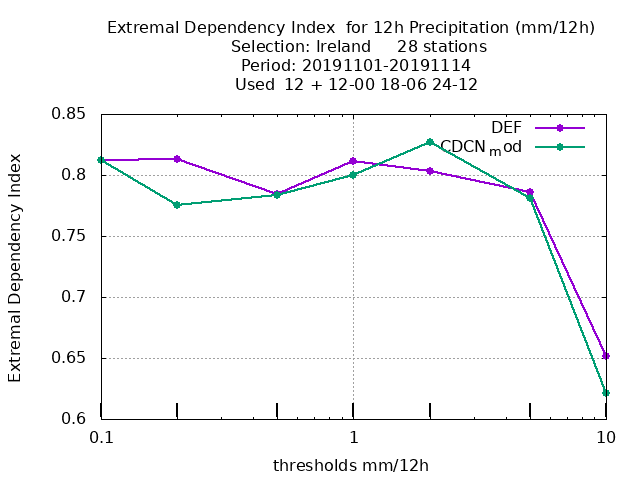 Extremal Dependency Index  for 12h Precipitation (mm/12h)
Selection: Ireland     28 stations
Period: 20191101-20191114
Used  12 + 12-00 18-06 24-12
DEF
CDCN_mod
Extremal Dependency Index
0.85
0.8
0.75
0.7
0.65
0.6
0.1 1 10
thresholds mm/12h